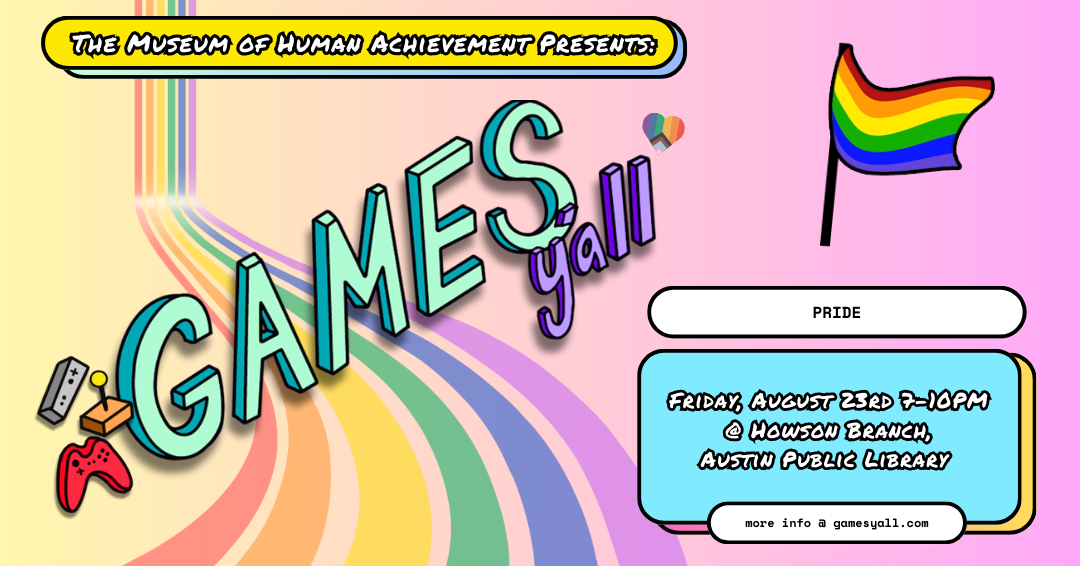 The Museum of Human Achievement Presents:
GAMES
y'all
PRIDE
Friday, August 23rd 7-10PM
@ Howson Branch,
Austin Public Library
more info @ gamesyall.com